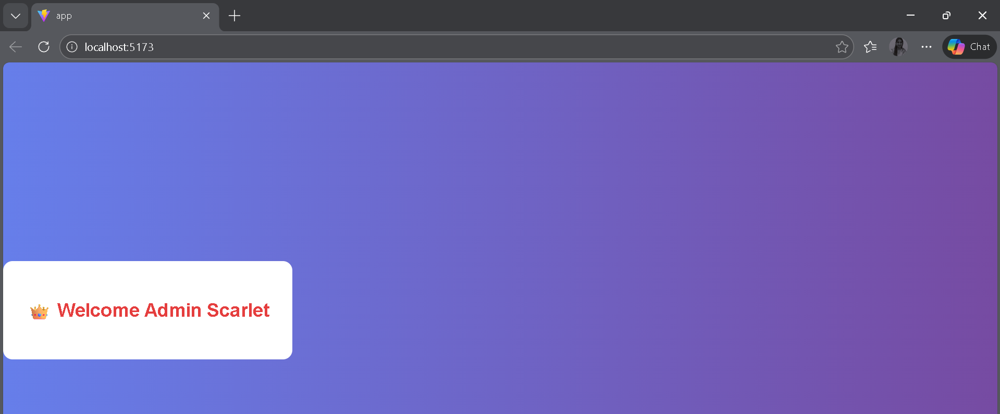 app
localhost:5173
Chat
👑 Welcome Admin Scarlet